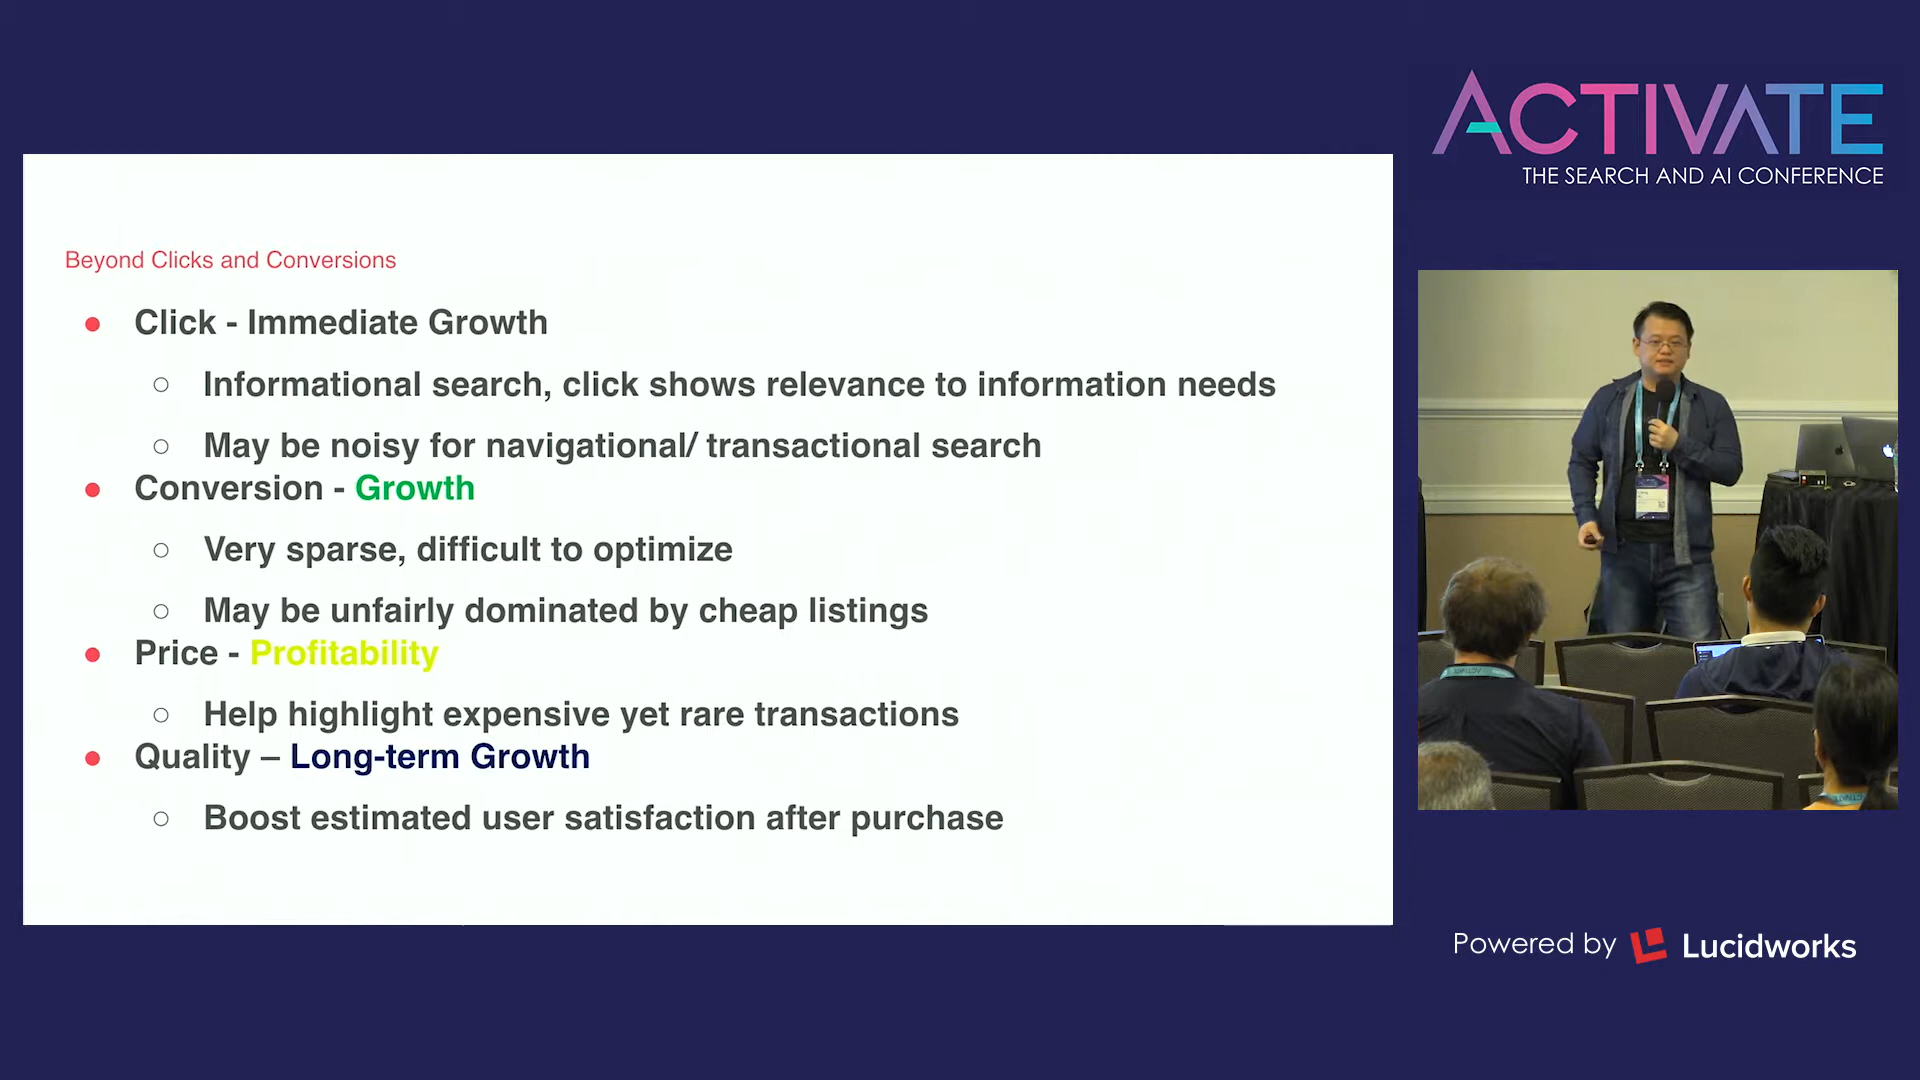 ACTIVATE
THE SEARCH AND AI CONFERENCE
Beyond Clicks and Conversions
● Click - Immediate Growth
○ Informational search, click shows relevance to information needs
○ May be noisy for navigational/ transactional search
● Conversion - Growth
○ Very sparse, difficult to optimize
○ May be unfairly dominated by cheap listings
● Price - Profitability
○ Help highlight expensive yet rare transactions
● Quality – Long-term Growth
○ Boost estimated user satisfaction after purchase
Powered by Lucidworks